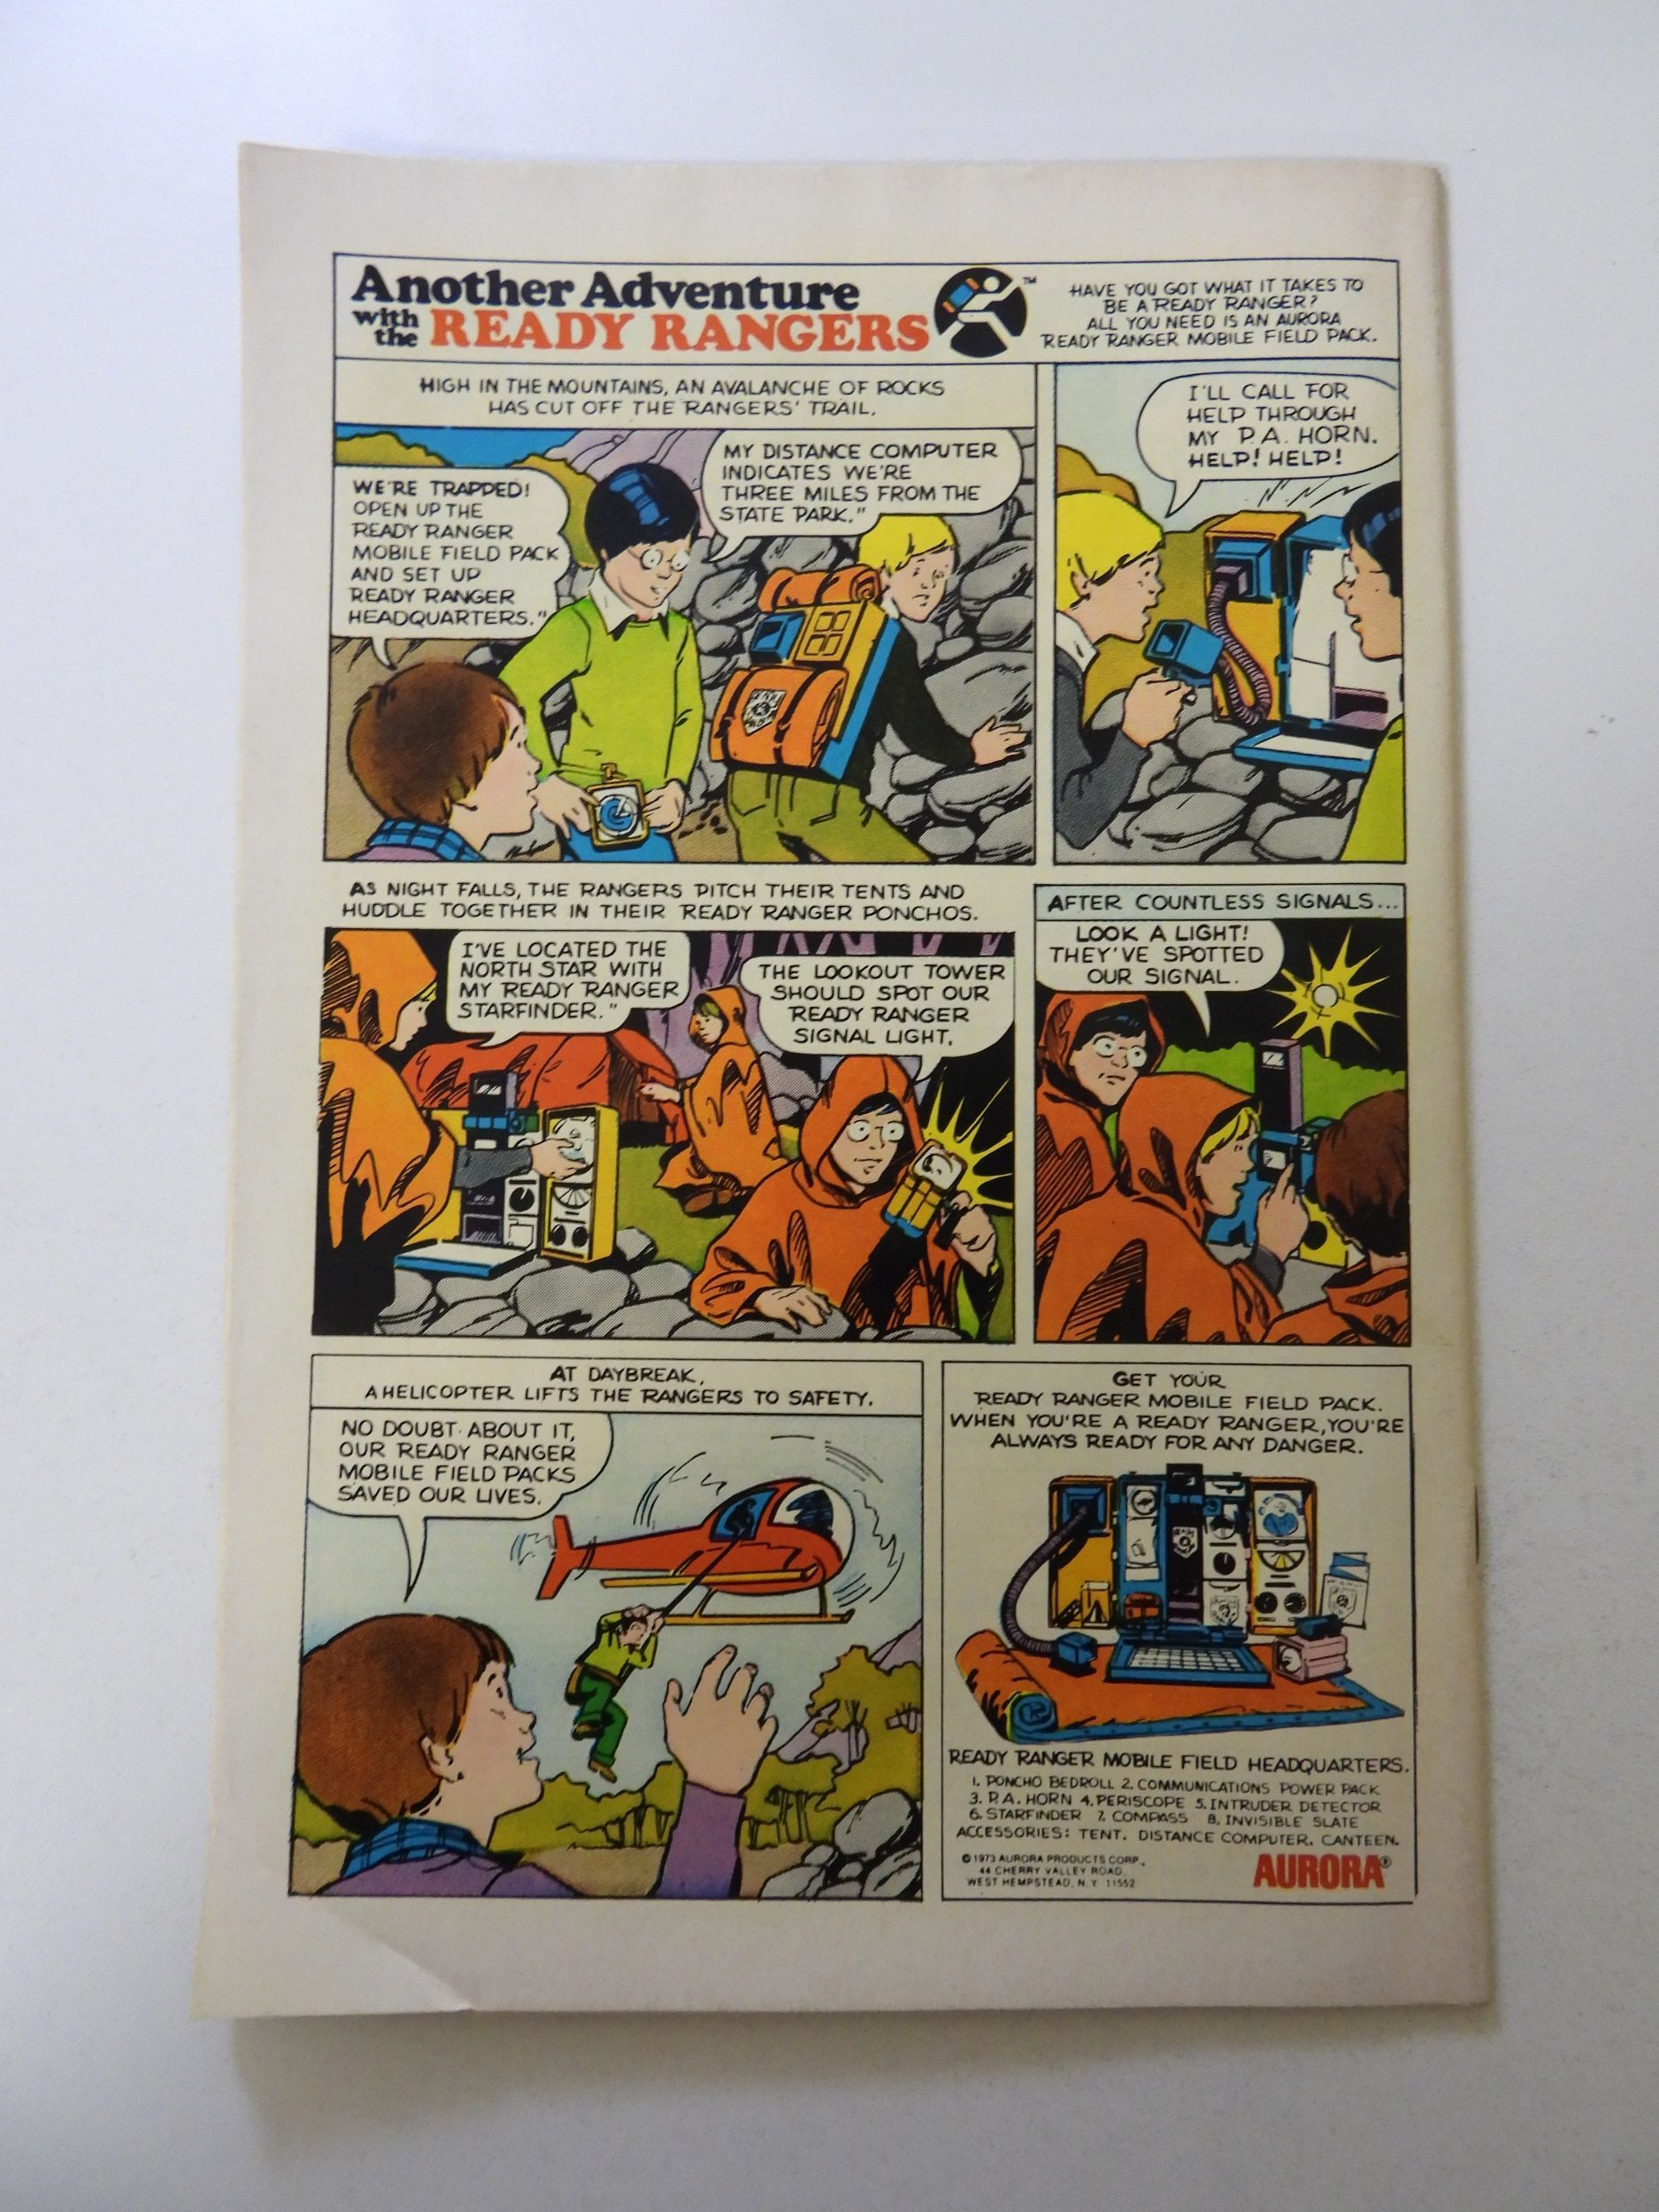 Another Adventure
with the READY RANGERS
TM
HAVE YOU GOT WHAT IT TAKES TO
BE A READY RANGER?
ALL YOU NEED IS AN AURORA
READY RANGER MOBILE FIELD PACK.
HIGH IN THE MOUNTAINS, AN AVALANCHE OF ROCKS
HAS CUT OFF THE RANGERS' TRAIL.
WE'RE TRAPPED!
OPEN UP THE
READY RANGER
MOBILE FIELD PACK
AND SET UP
READY RANGER
HEADQUARTERS."
MY DISTANCE COMPUTER
INDICATES WE'RE
THREE MILES FROM THE
STATE PARK."
I'LL CALL FOR
HELP THROUGH
MY P.A. HORN.
HELP! HELP!
AS NIGHT FALLS, THE RANGERS PITCH THEIR TENTS AND
HUDDLE TOGETHER IN THEIR READY RANGER PONCHOS.
I'VE LOCATED THE
NORTH STAR WITH
MY READY RANGER
STARFINDER."
THE LOOKOUT TOWER
SHOULD SPOT OUR
READY RANGER
SIGNAL LIGHT.
AFTER COUNTLESS SIGNALS...
LOOK A LIGHT!
THEY'VE SPOTTED
OUR SIGNAL.
AT DAYBREAK,
A HELICOPTER LIFTS THE RANGERS TO SAFETY.
NO DOUBT ABOUT IT,
OUR READY RANGER
MOBILE FIELD PACKS
SAVED OUR LIVES.
GET YOUR
READY RANGER MOBILE FIELD PACK.
WHEN YOU'RE A READY RANGER, YOU'RE
ALWAYS READY FOR ANY DANGER.
READY RANGER MOBILE FIELD HEADQUARTERS.
1. PONCHO BEDROLL 2. COMMUNICATIONS POWER PACK
3. P.A. HORN 4. PERISCOPE 5. INTRUDER DETECTOR
6. STARFINDER 7. COMPASS 8. INVISIBLE SLATE
ACCESSORIES: TENT. DISTANCE COMPUTER. CANTEEN.
© 1973 AURORA PRODUCTS CORP.,
44 CHERRY VALLEY ROAD,
WEST HEMPSTEAD, N.Y. 11552
AURORA®